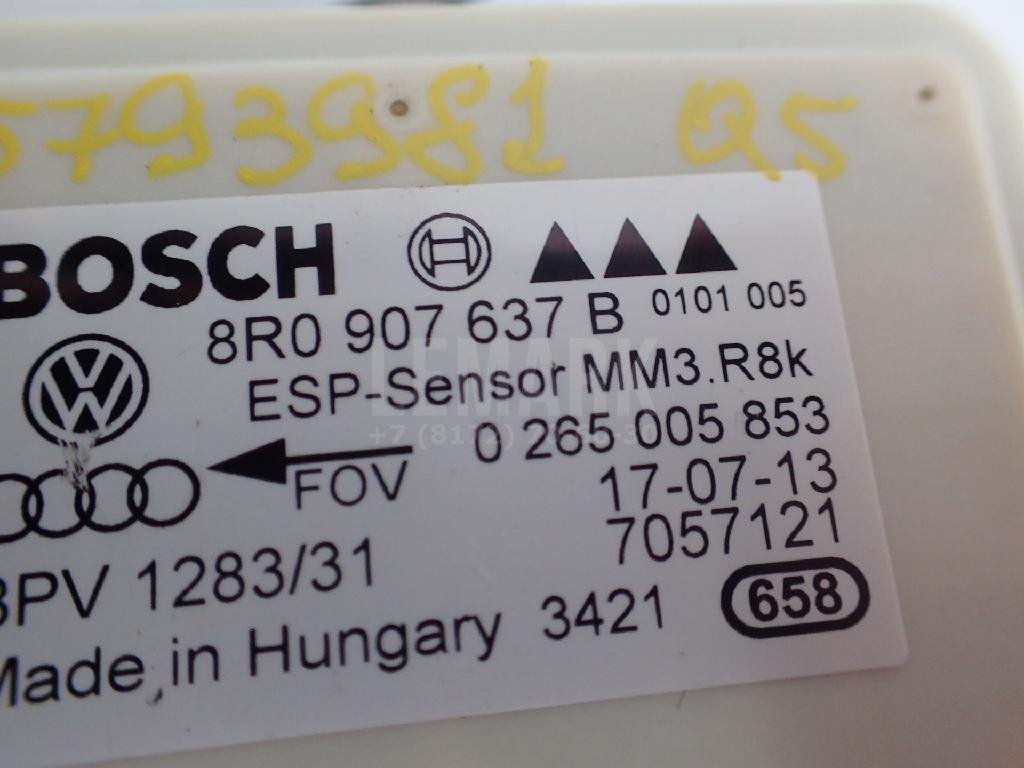 5793981 Q5
BOSCH
8R0 907 637 B 0101 005
ESP-Sensor MM3.R8k
LEMARK
0 265 005 853
FOV
17-07-13
7057121
BPV 1283/31
Made in Hungary 3421 658